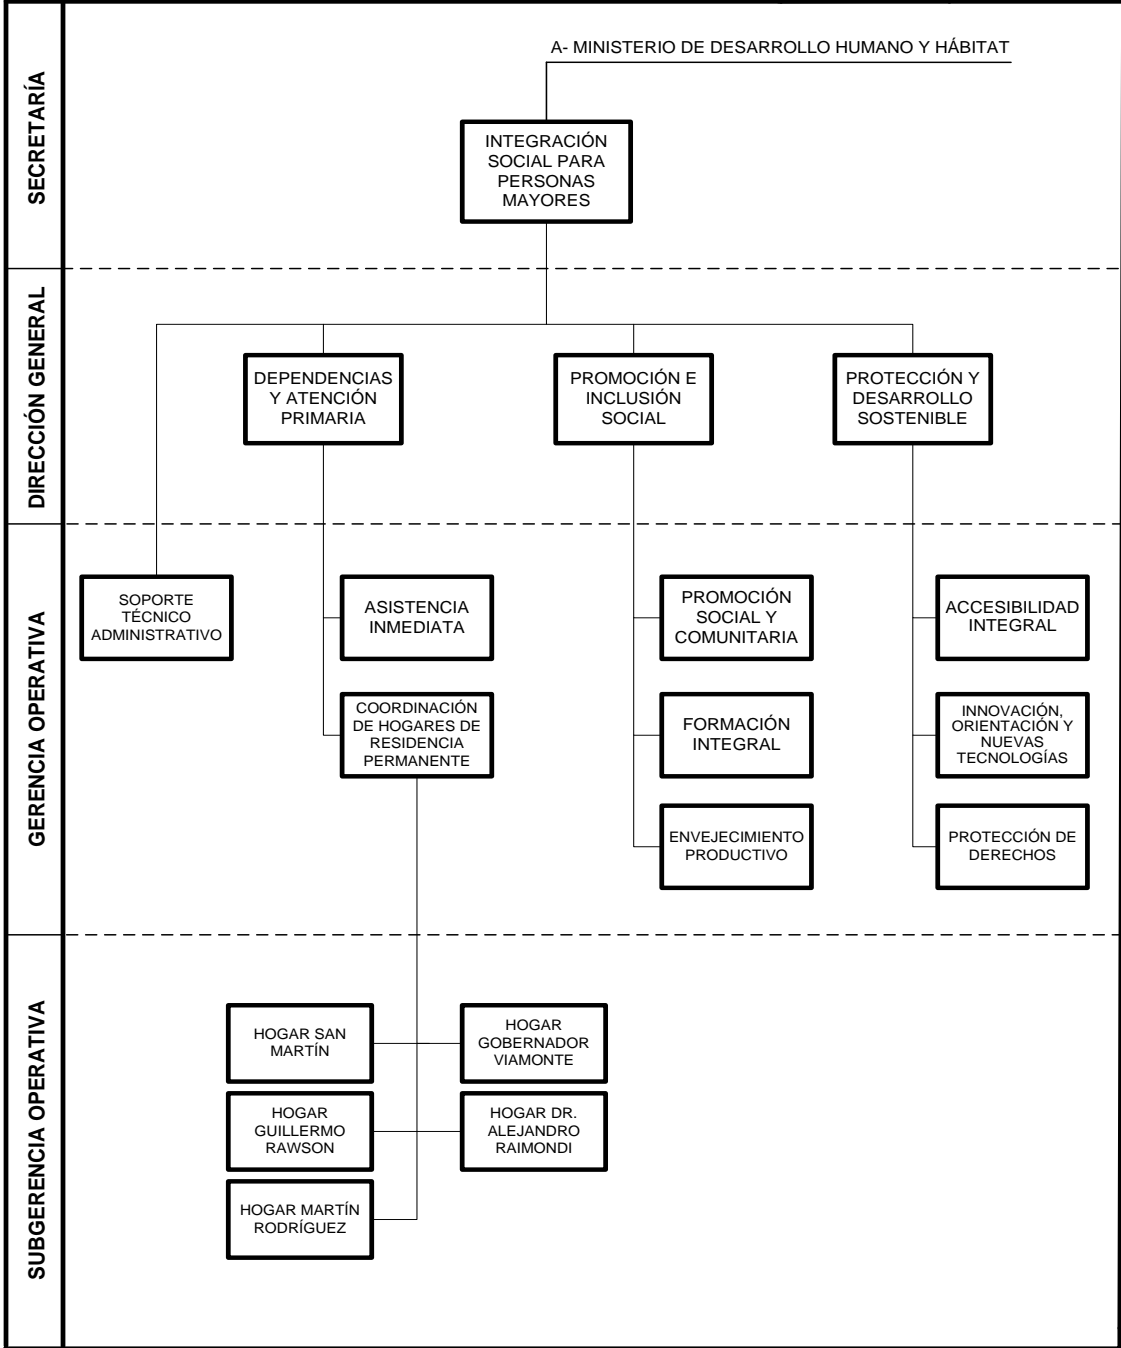 A- MINISTERIO DE DESARROLLO HUMANO Y HÁBITAT
SECRETARÍA
INTEGRACIÓN
SOCIAL PARA
PERSONAS
MAYORES
DIRECCIÓN GENERAL
DEPENDENCIAS
Y ATENCIÓN
PRIMARIA
PROMOCIÓN E
INCLUSIÓN
SOCIAL
PROTECCIÓN Y
DESARROLLO
SOSTENIBLE
GERENCIA OPERATIVA
SOPORTE
TÉCNICO
ADMINISTRATIVO
ASISTENCIA
INMEDIATA
PROMOCIÓN
SOCIAL Y
COMUNITARIA
ACCESIBILIDAD
INTEGRAL
COORDINACIÓN
DE HOGARES DE
RESIDENCIA
PERMANENTE
FORMACIÓN
INTEGRAL
INNOVACIÓN,
ORIENTACIÓN Y
NUEVAS
TECNOLOGÍAS
ENVEJECIMIENTO
PRODUCTIVO
PROTECCIÓN DE
DERECHOS
SUBGERENCIA OPERATIVA
HOGAR SAN
MARTÍN
HOGAR
GOBERNADOR
VIAMONTE
HOGAR
GUILLERMO
RAWSON
HOGAR DR.
ALEJANDRO
RAIMONDI
HOGAR MARTÍN
RODRÍGUEZ